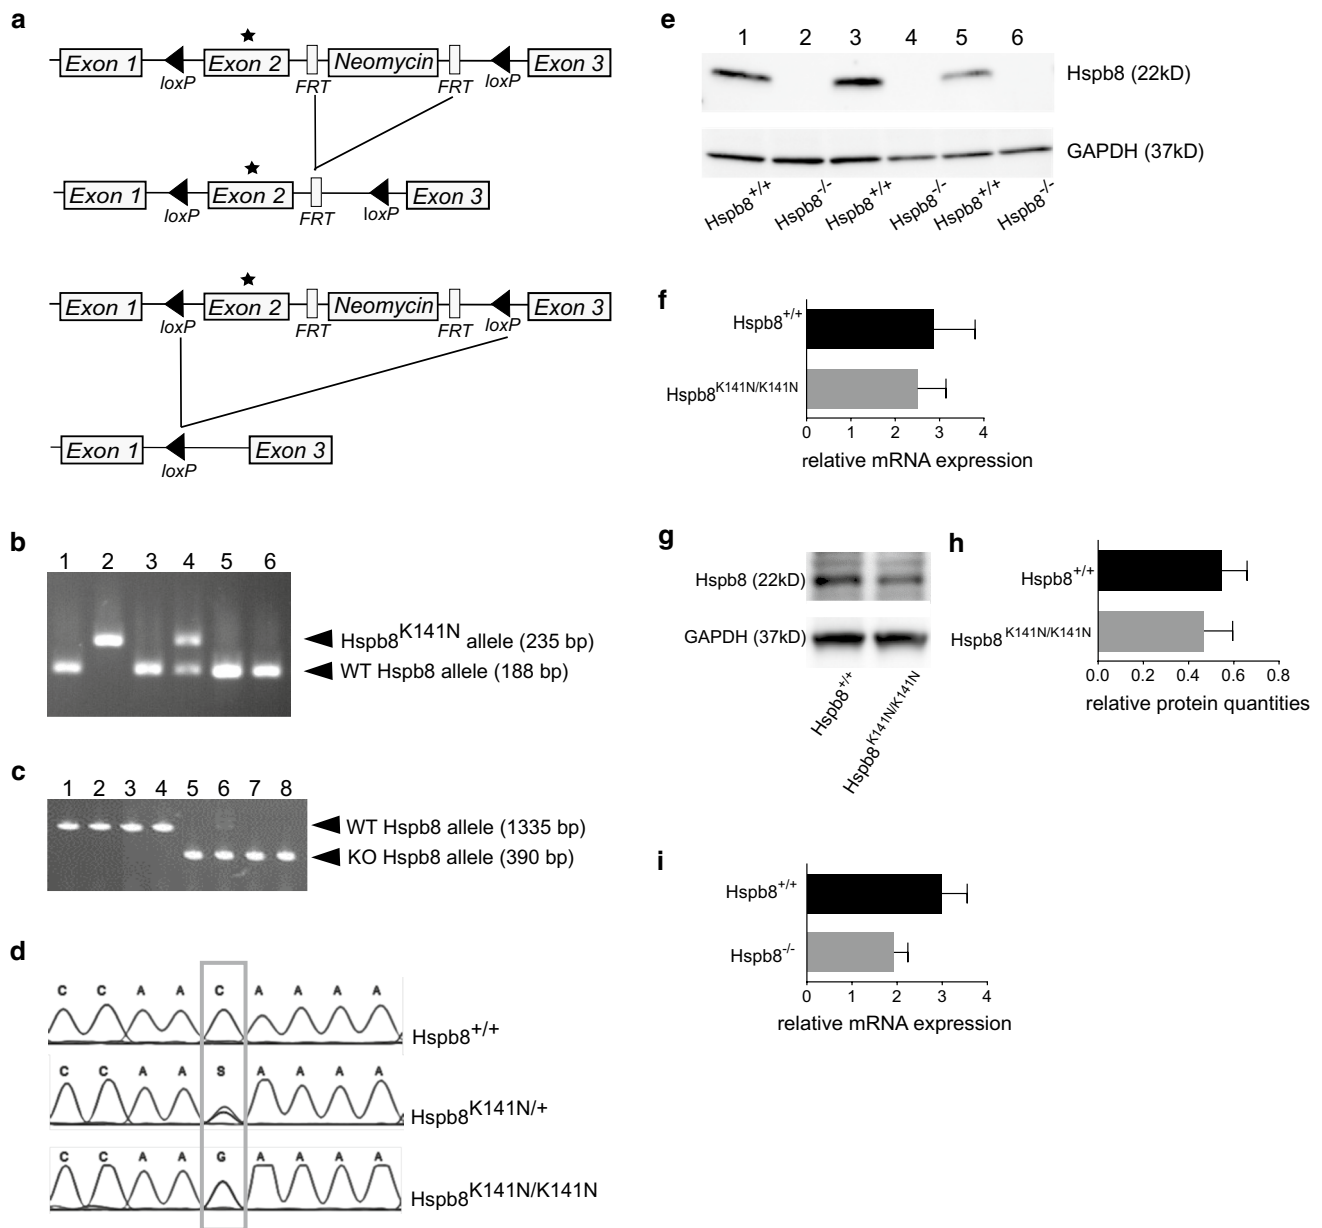 a
Exon 1 loxP Exon 2 FRT Neomycin FRT loxP Exon 3
Exon 1 loxP Exon 2 FRT loxP Exon 3
Exon 1 loxP Exon 2 FRT Neomycin FRT loxP Exon 3
Exon 1 loxP Exon 3
b
1 2 3 4 5 6
Hspb8K141N allele (235 bp)
WT Hspb8 allele (188 bp)
c
1 2 3 4 5 6 7 8
WT Hspb8 allele (1335 bp)
KO Hspb8 allele (390 bp)
d
C C A A C A A A A
Hspb8+/+
C C A A S A A A A
Hspb8K141N/+
C C A A G A A A A
Hspb8K141N/K141N
e
1 2 3 4 5 6
Hspb8 (22kD)
GAPDH (37kD)
Hspb8+/+ Hspb8-/- Hspb8+/+ Hspb8-/- Hspb8+/+ Hspb8-/-
f
Hspb8+/+
Hspb8K141N/K141N
0 1 2 3 4
relative mRNA expression
g
Hspb8 (22kD)
GAPDH (37kD)
Hspb8+/+ Hspb8K141N/K141N
h
Hspb8+/+
Hspb8K141N/K141N
0.0 0.2 0.4 0.6 0.8
relative protein quantities
i
Hspb8+/+
Hspb8-/-
0 1 2 3 4
relative mRNA expression